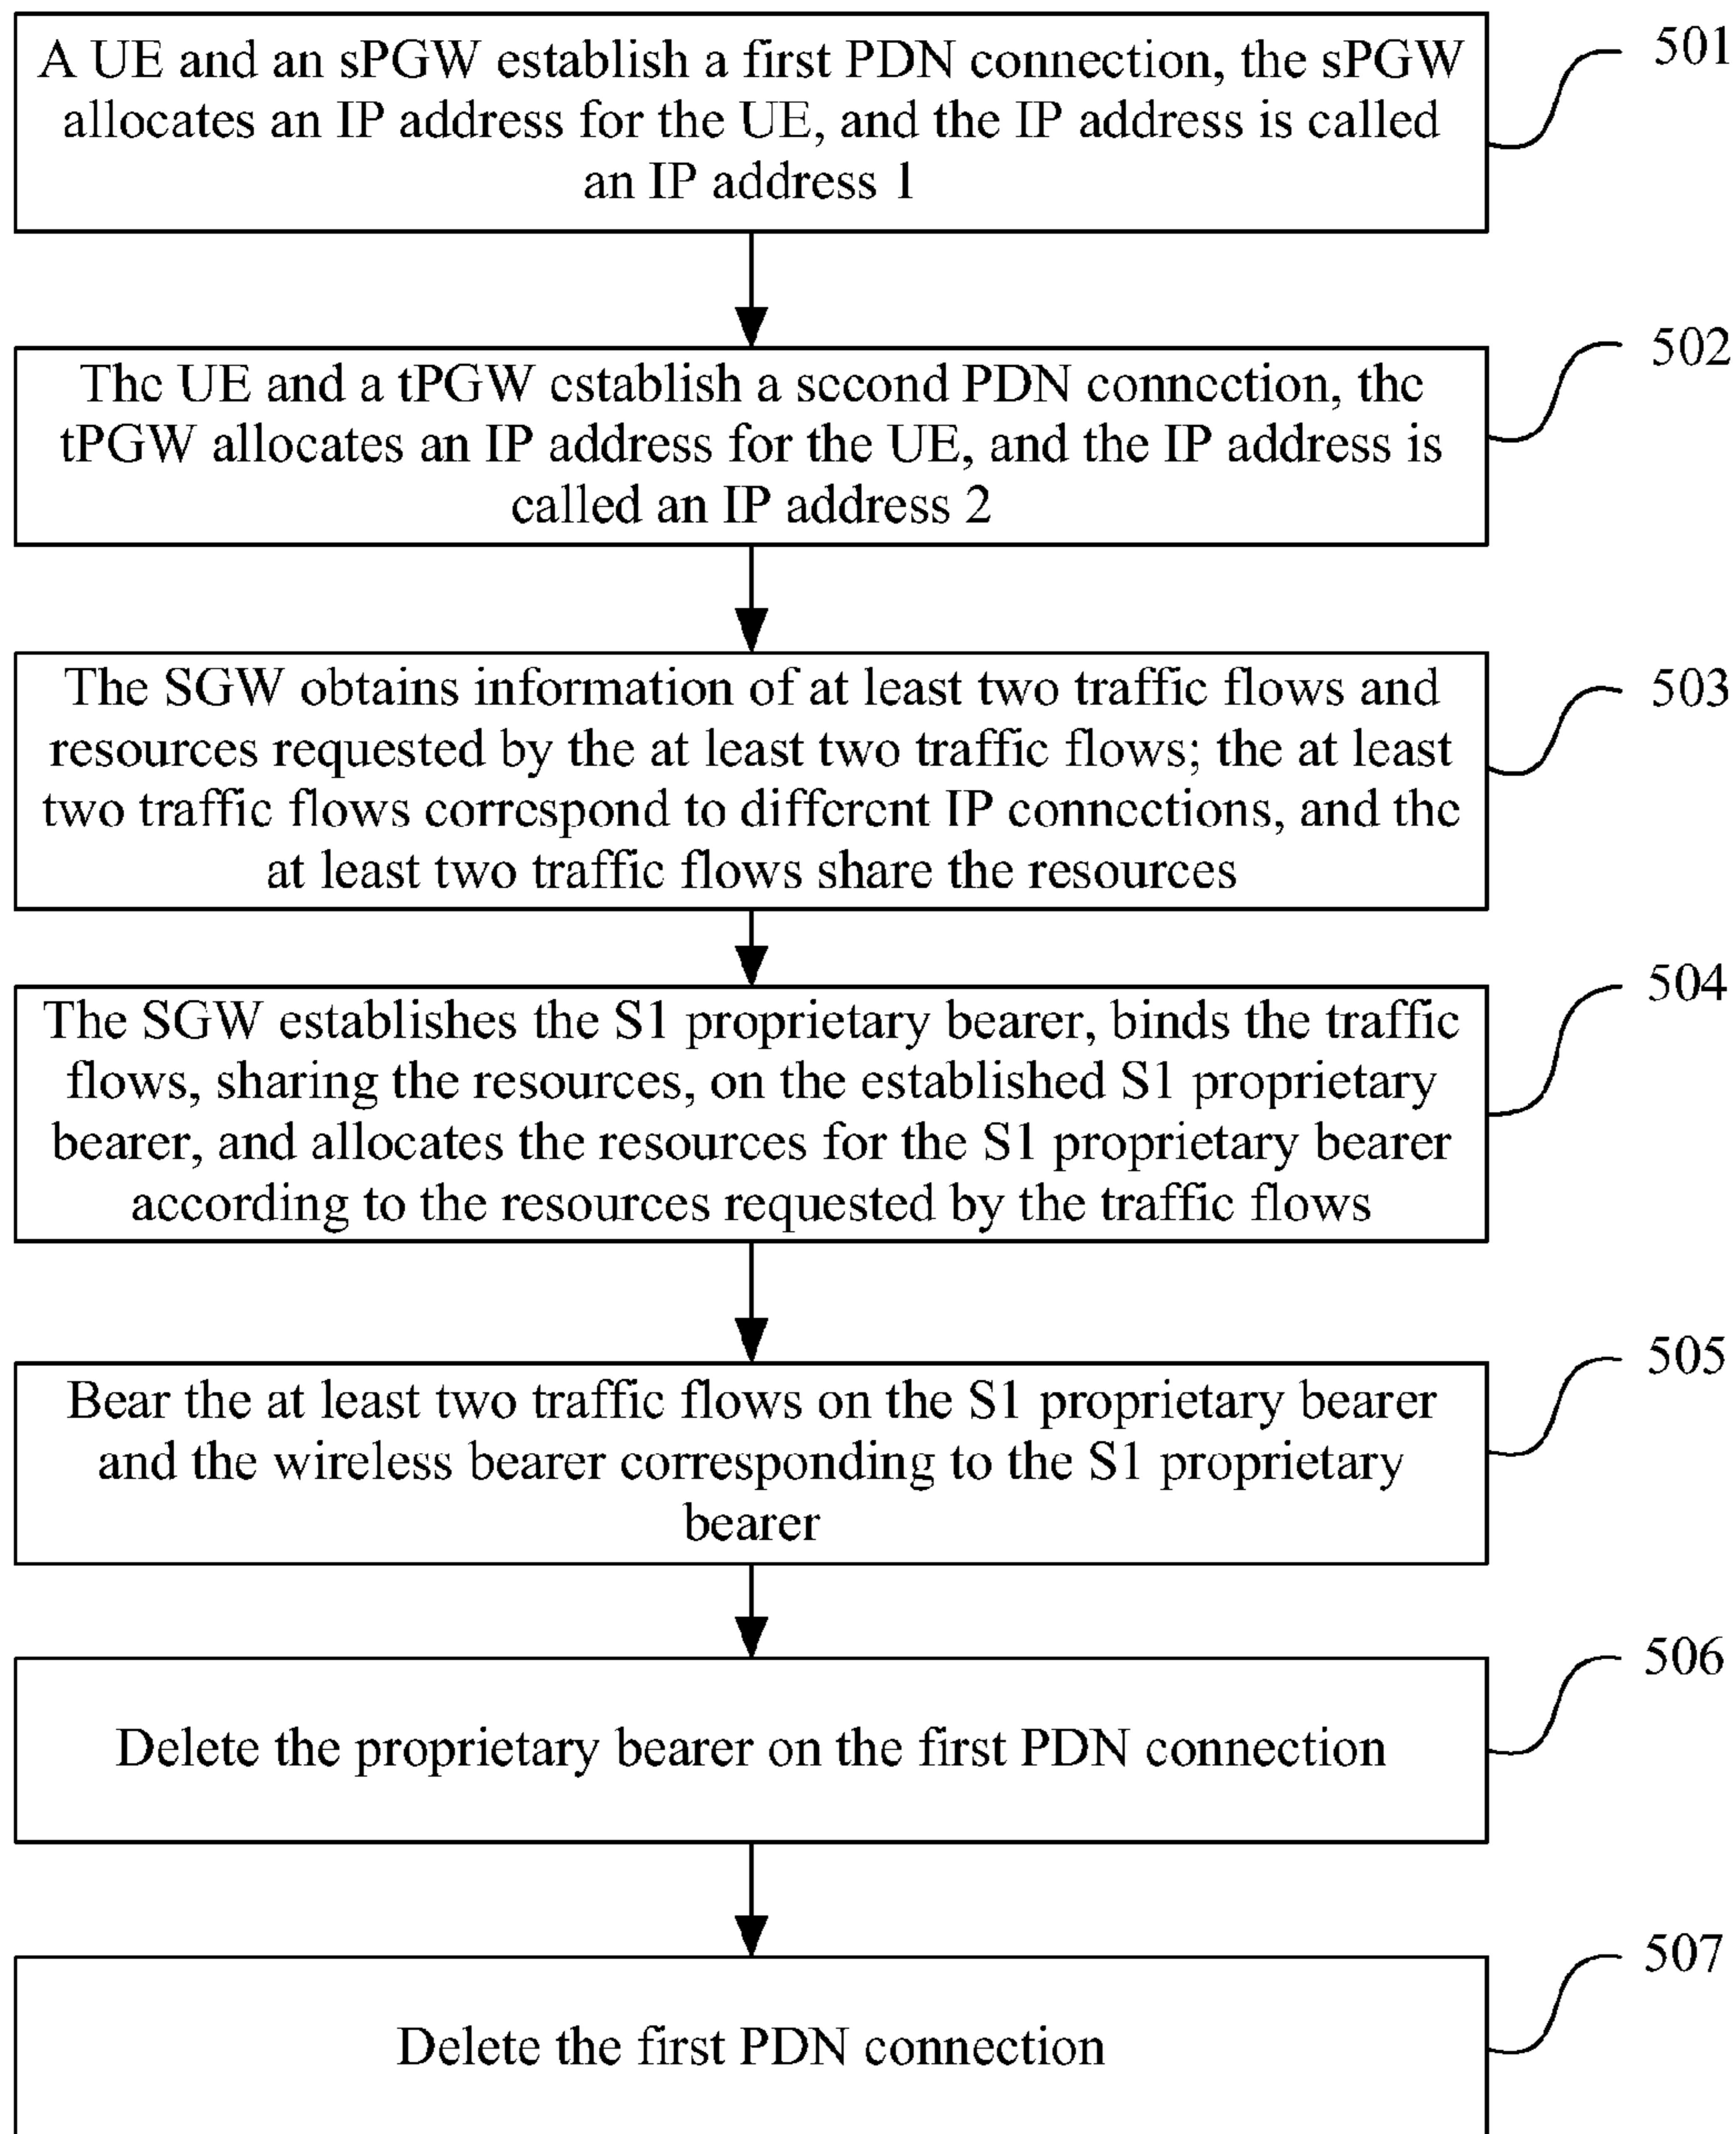 A UE and an sPGW establish a first PDN connection, the sPGW
allocates an IP address for the UE, and the IP address is called
an IP address 1
501
The UE and a tPGW establish a second PDN connection, the
tPGW allocates an IP address for the UE, and the IP address is
called an IP address 2
502
The SGW obtains information of at least two traffic flows and
resources requested by the at least two traffic flows; the at least
two traffic flows correspond to different IP connections, and the
at least two traffic flows share the resources
503
The SGW establishes the S1 proprietary bearer, binds the traffic
flows, sharing the resources, on the established S1 proprietary
bearer, and allocates the resources for the S1 proprietary bearer
according to the resources requested by the traffic flows
504
Bear the at least two traffic flows on the S1 proprietary bearer
and the wireless bearer corresponding to the S1 proprietary
bearer
505
Delete the proprietary bearer on the first PDN connection
506
Delete the first PDN connection
507